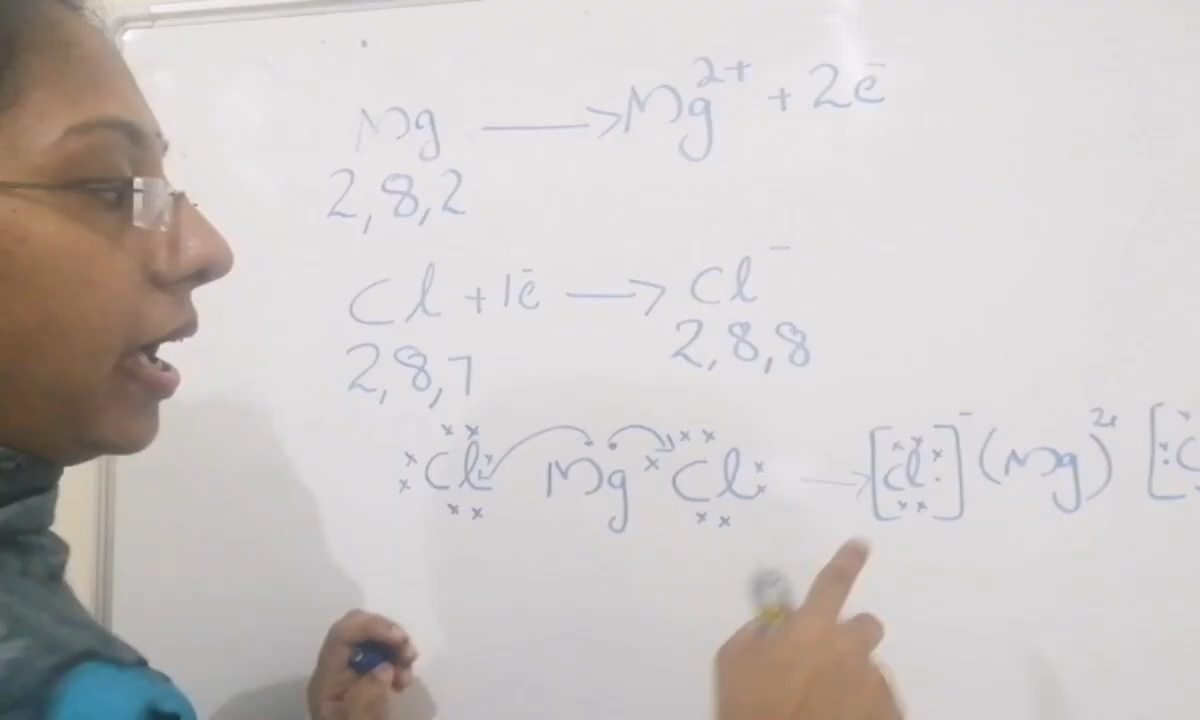 Mg ⟶ Mg²⁺ + 2e⁻
2,8,2
Cl + 1e⁻ ⟶ Cl⁻
2,8,7 2,8,8
Cl Mg Cl ⟶ [Cl]⁻ (Mg)²⁺ [C